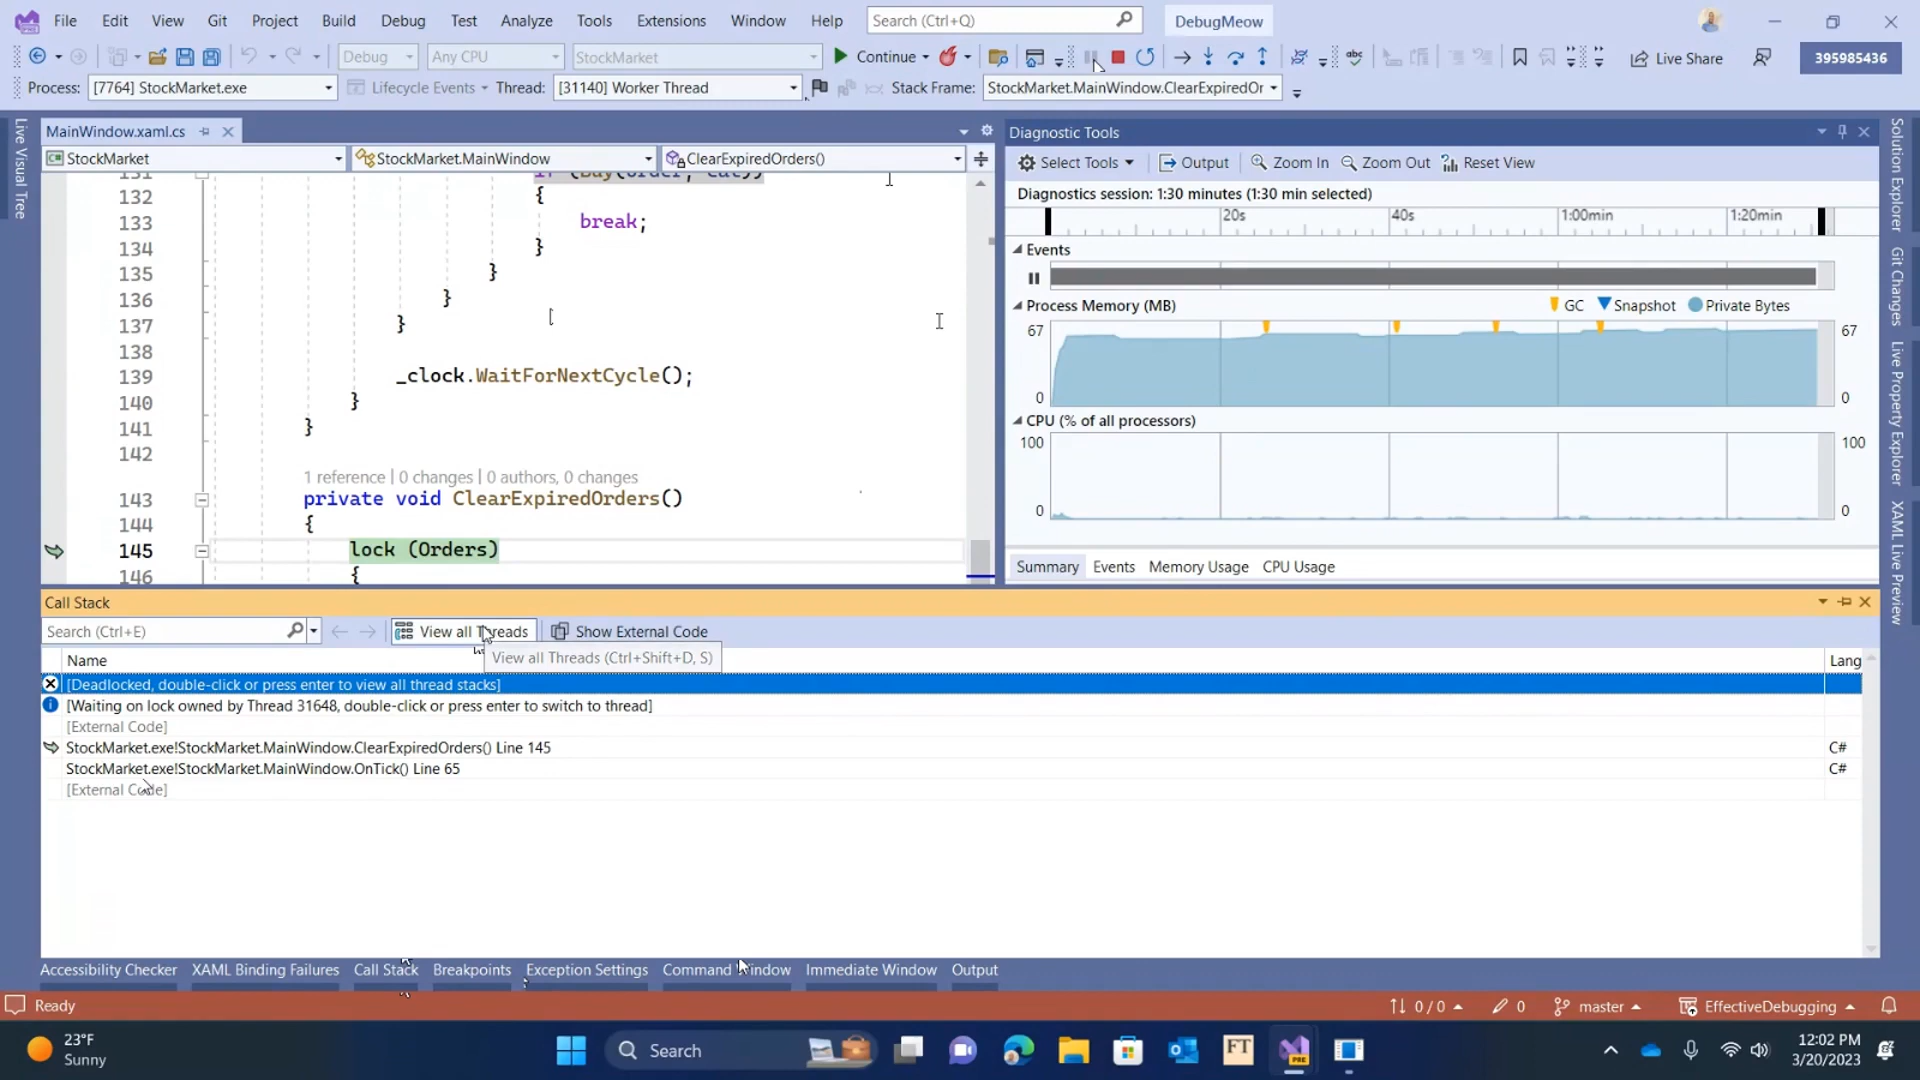 File Edit View Git Project Build Debug Test Analyze Tools Extensions Window Help Search (Ctrl+Q) DebugMeow
Debug Any CPU StockMarket Continue Live Share 395985436
Process: [7764] StockMarket.exe Lifecycle Events Thread: [31140] Worker Thread Stack Frame: StockMarket.MainWindow.ClearExpiredOr
Live Visual Tree
MainWindow.xaml.cs
StockMarket StockMarket.MainWindow ClearExpiredOrders()
131 if (Buy(order, cat))
132 {
133 break;
134 }
135 }
136 }
137 }
138
139 _clock.WaitForNextCycle();
140 }
141 }
142
1 reference | 0 changes | 0 authors, 0 changes
143 private void ClearExpiredOrders()
144 {
145 lock (Orders)
146 {
Diagnostic Tools
Select Tools Output Zoom In Zoom Out Reset View
Diagnostics session: 1:30 minutes (1:30 min selected)
20s 40s 1:00min 1:20min
Events
Process Memory (MB) GC Snapshot Private Bytes
67 67
0 0
CPU (% of all processors)
100 100
0 0
Summary Events Memory Usage CPU Usage
Solution Explorer
Git Changes
Live Property Explorer
XAML Live Preview
Call Stack
Search (Ctrl+E) View all Threads Show External Code
View all Threads (Ctrl+Shift+D, S)
Name Lang
[Deadlocked, double-click or press enter to view all thread stacks]
[Waiting on lock owned by Thread 31648, double-click or press enter to switch to thread]
[External Code]
StockMarket.exe!StockMarket.MainWindow.ClearExpiredOrders() Line 145 C#
StockMarket.exe!StockMarket.MainWindow.OnTick() Line 65 C#
[External Code]
Accessibility Checker XAML Binding Failures Call Stack Breakpoints Exception Settings Command Window Immediate Window Output
Ready 0 / 0 0 master EffectiveDebugging
23°F
Sunny
Search
PRE
FT
PRE
12:02 PM
3/20/2023